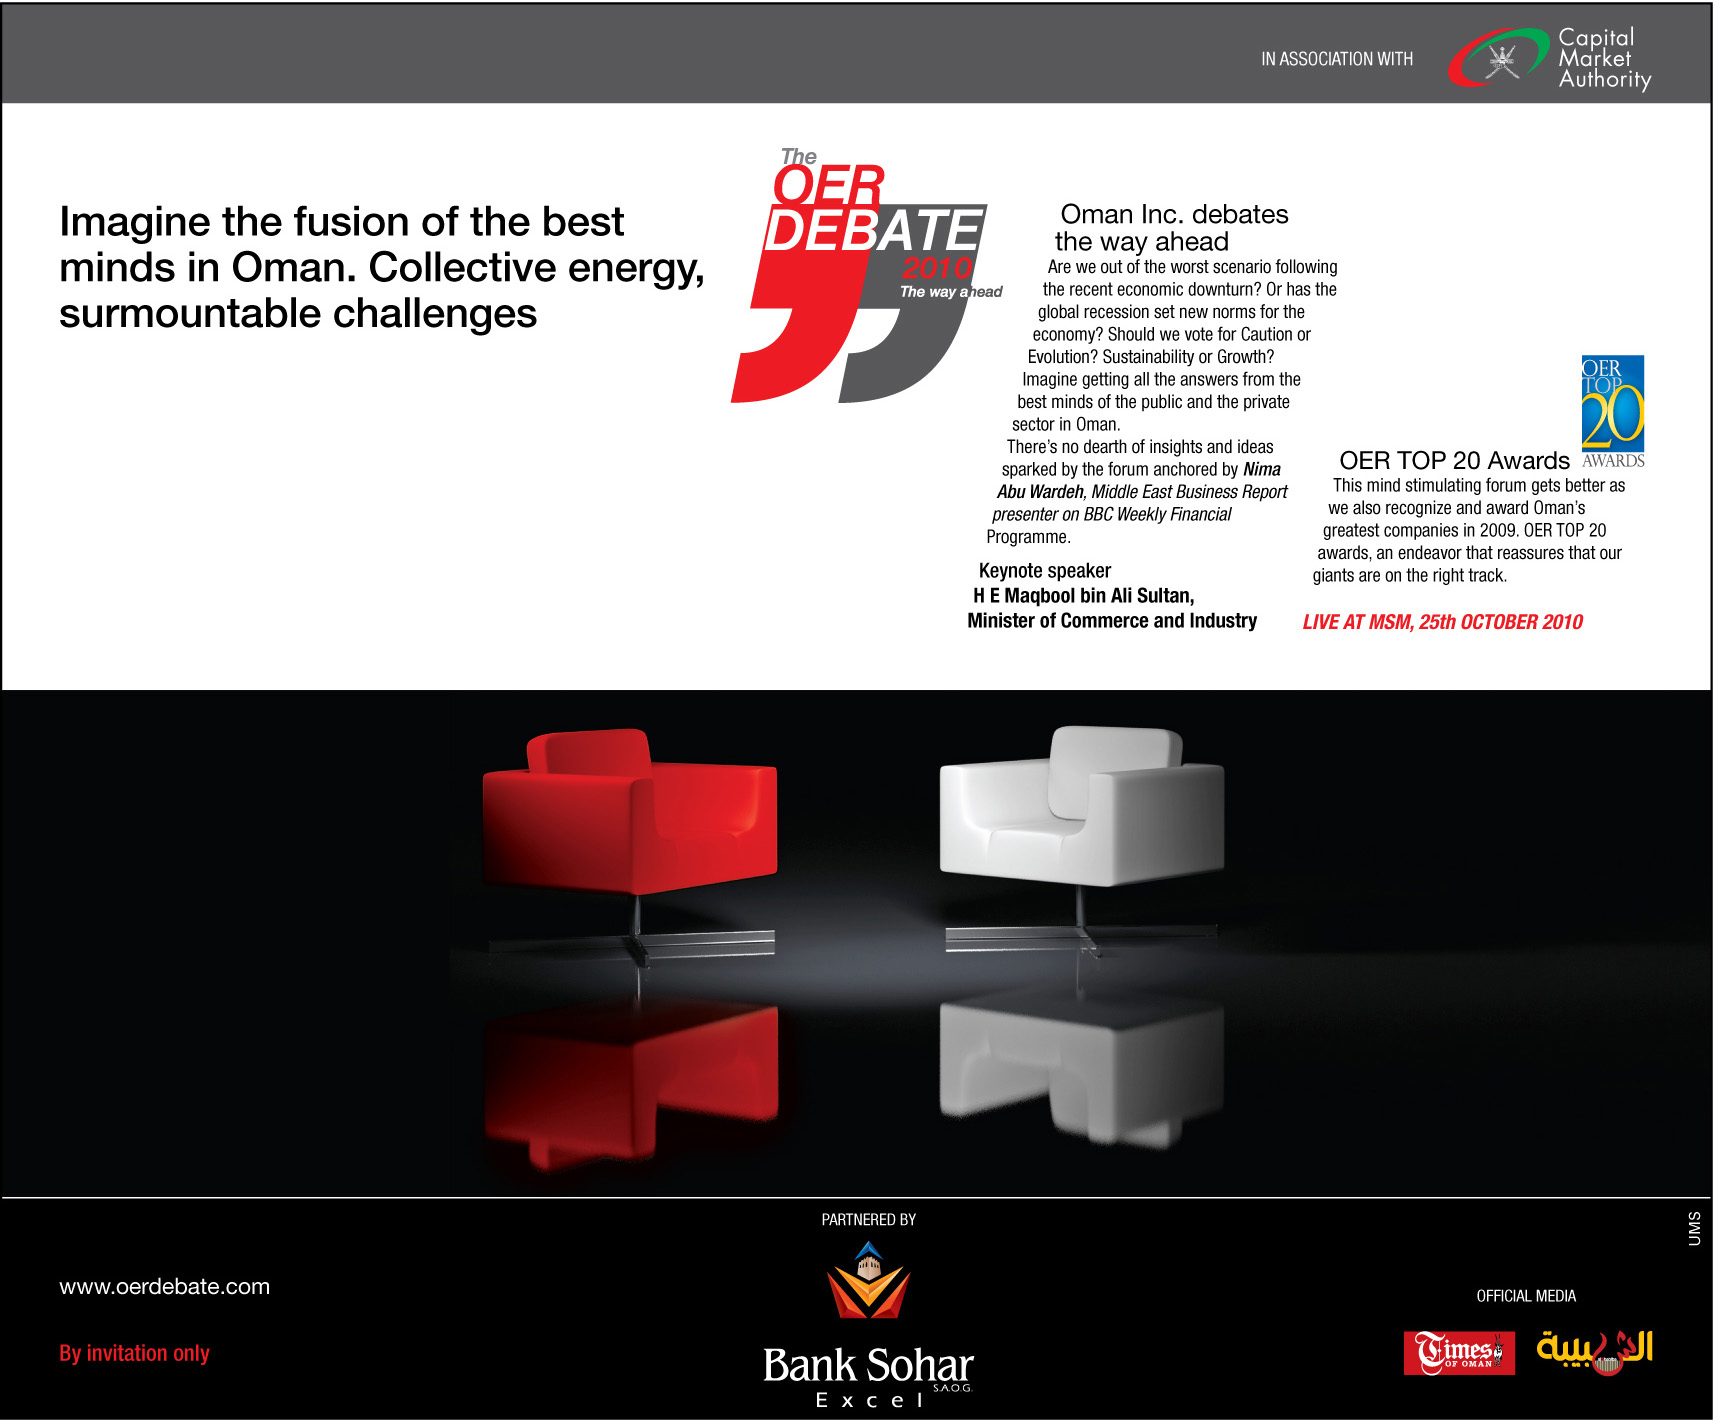 IN ASSOCIATION WITH
Capital
Market
Authority
Imagine the fusion of the best
minds in Oman. Collective energy,
surmountable challenges
The
OER
DEBATE
2010
The way ahead
Oman Inc. debates
the way ahead
Are we out of the worst scenario following
the recent economic downturn? Or has the
global recession set new norms for the
economy? Should we vote for Caution or
Evolution? Sustainability or Growth?
Imagine getting all the answers from the
best minds of the public and the private
sector in Oman.
There's no dearth of insights and ideas
sparked by the forum anchored by Nima
Abu Wardeh, Middle East Business Report
presenter on BBC Weekly Financial
Programme.
Keynote speaker
H E Maqbool bin Ali Sultan,
Minister of Commerce and Industry
OER
TOP
20
AWARDS
OER TOP 20 Awards
This mind stimulating forum gets better as
we also recognize and award Oman's
greatest companies in 2009. OER TOP 20
awards, an endeavor that reassures that our
giants are on the right track.
LIVE AT MSM, 25th OCTOBER 2010
PARTNERED BY
Bank Sohar
S.A.O.G.
Excel
www.oerdebate.com
By invitation only
UMS
OFFICIAL MEDIA
Times
OF OMAN
الشبيبة